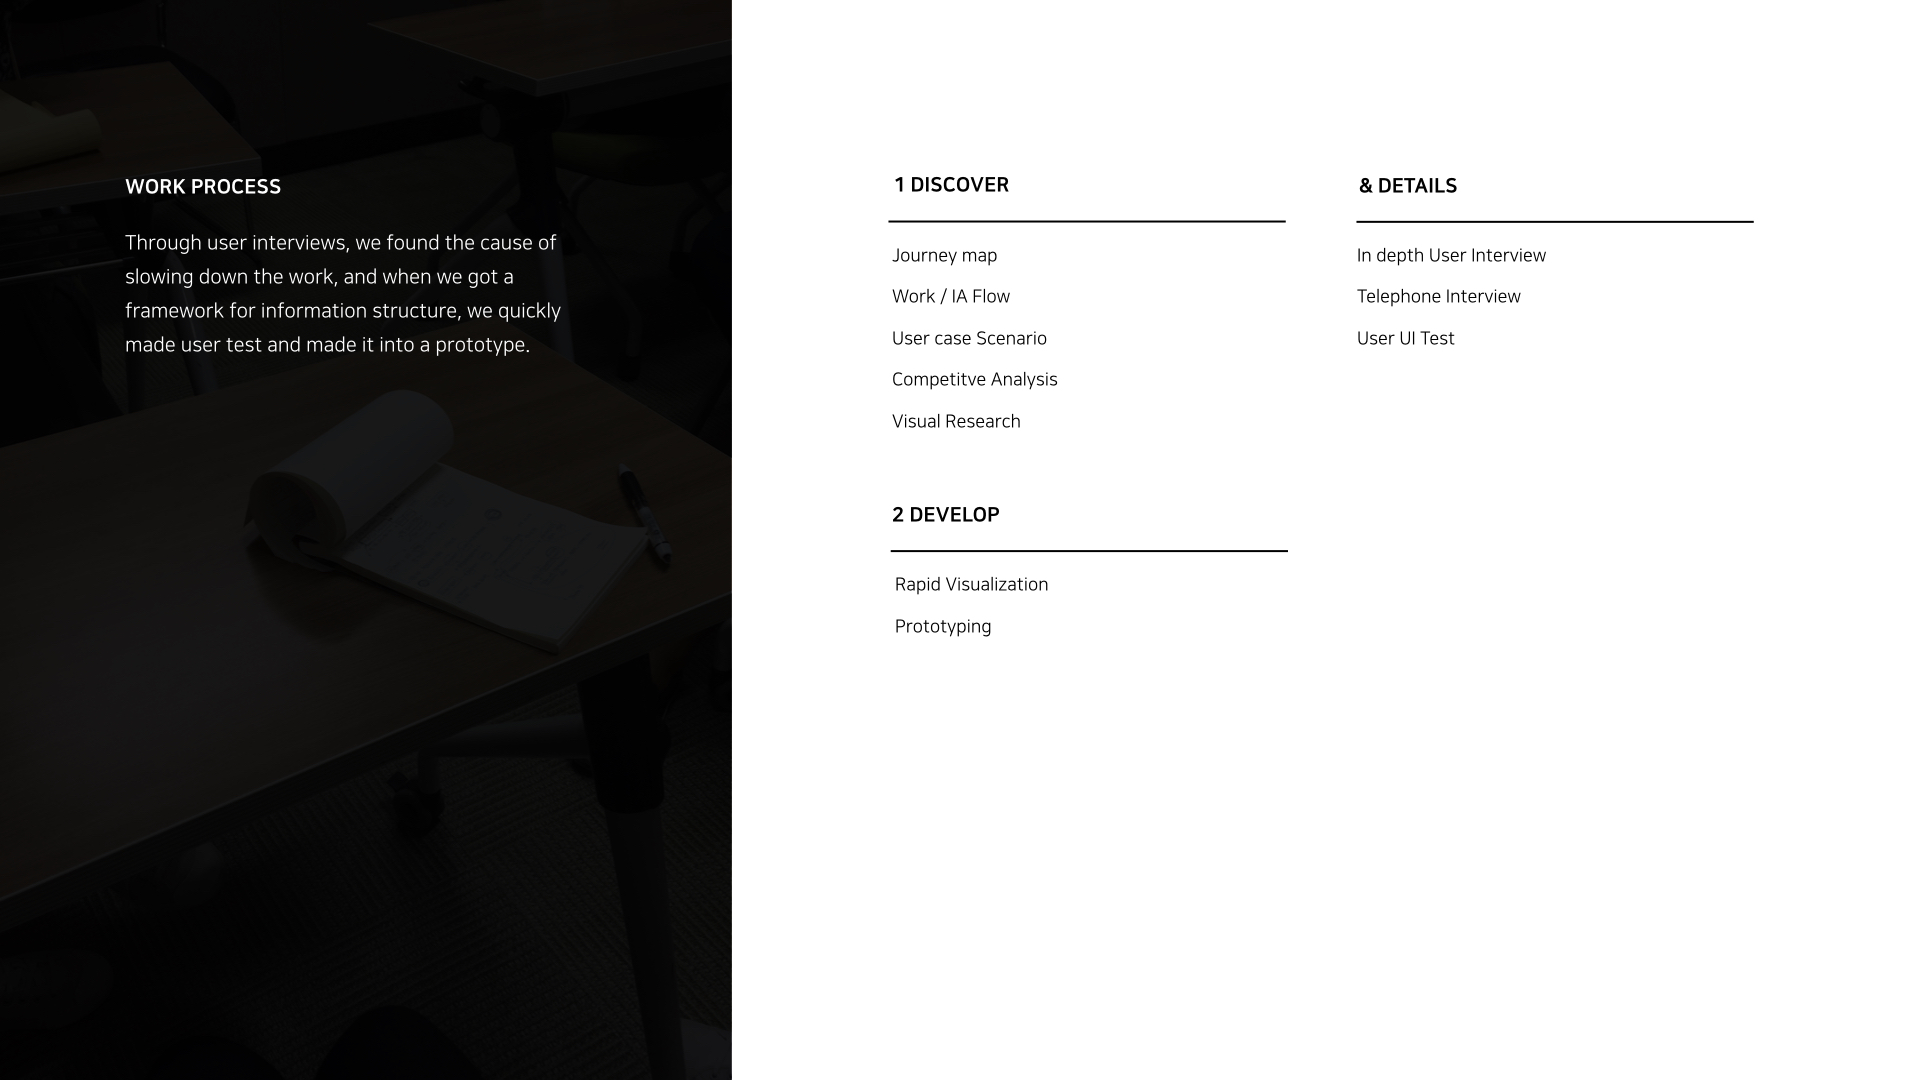 WORK PROCESS
Through user interviews, we found the cause of
slowing down the work, and when we got a
framework for information structure, we quickly
made user test and made it into a prototype.
1 DISCOVER
Journey map
Work / IA Flow
User case Scenario
Competitve Analysis
Visual Research
& DETAILS
In depth User Interview
Telephone Interview
User UI Test
2 DEVELOP
Rapid Visualization
Prototyping